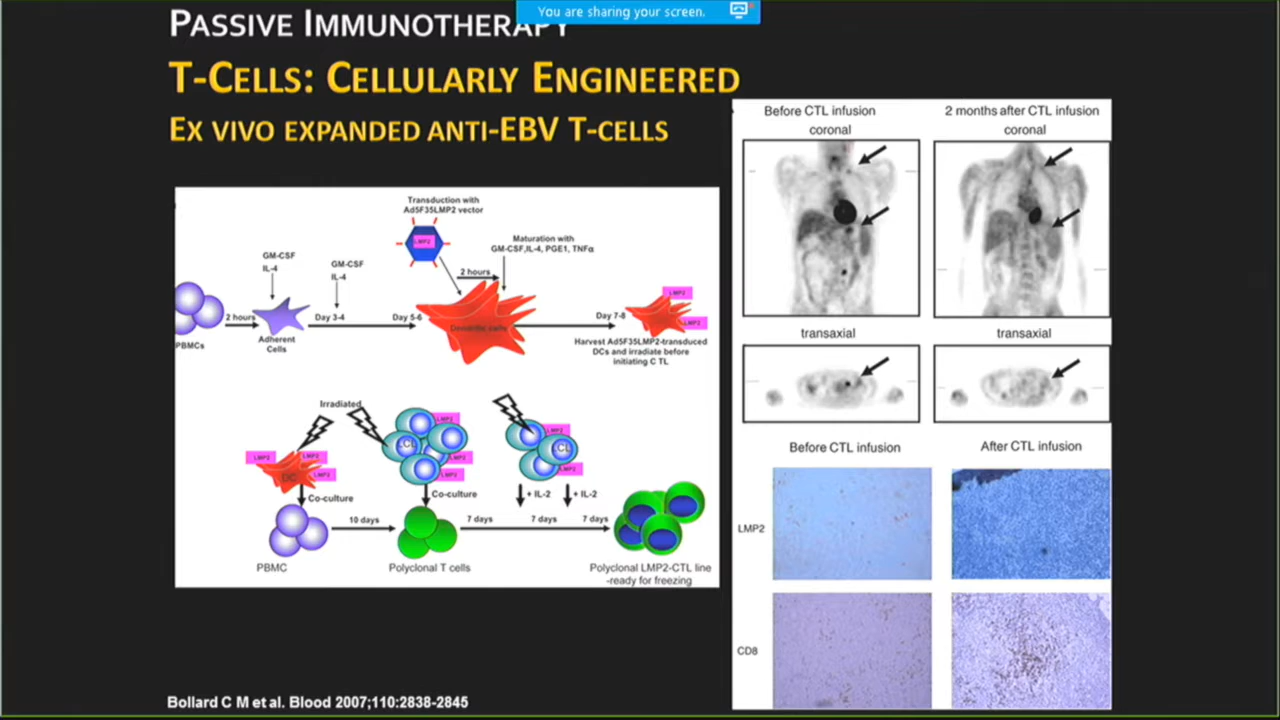 You are sharing your screen.
PASSIVE IMMUNOTHERAPY
T-CELLS: CELLULARLY ENGINEERED
EX VIVO EXPANDED ANTI-EBV T-CELLS
Transduction with
Ad5F35LMP2 vector
LMP2
Maturation with
GM-CSF,IL-4, PGE1, TNFα
GM-CSF
IL-4
GM-CSF
IL-4
2 hours
2 hours
Day 3-4
Day 5-6
Dendritic cells
Day 7-8
LMP2
LMP2
PBMCs
Adherent
Cells
Harvest Ad5F35LMP2-transduced
DCs and irradiate before
initiating C TL
Irradiated
LMP2
LMP2
LMP2
DC
LMP2
LMP2
LMP2
LCL
LMP2
LMP2
LCL
Co-culture
Co-culture
+ IL-2
+ IL-2
10 days
7 days
7 days
7 days
PBMC
Polyclonal T cells
Polyclonal LMP2-CTL line
-ready for freezing
Before CTL infusion
coronal
2 months after CTL infusion
coronal
transaxial
transaxial
Before CTL infusion
After CTL infusion
LMP2
CD8
Bollard C M et al. Blood 2007;110:2838-2845